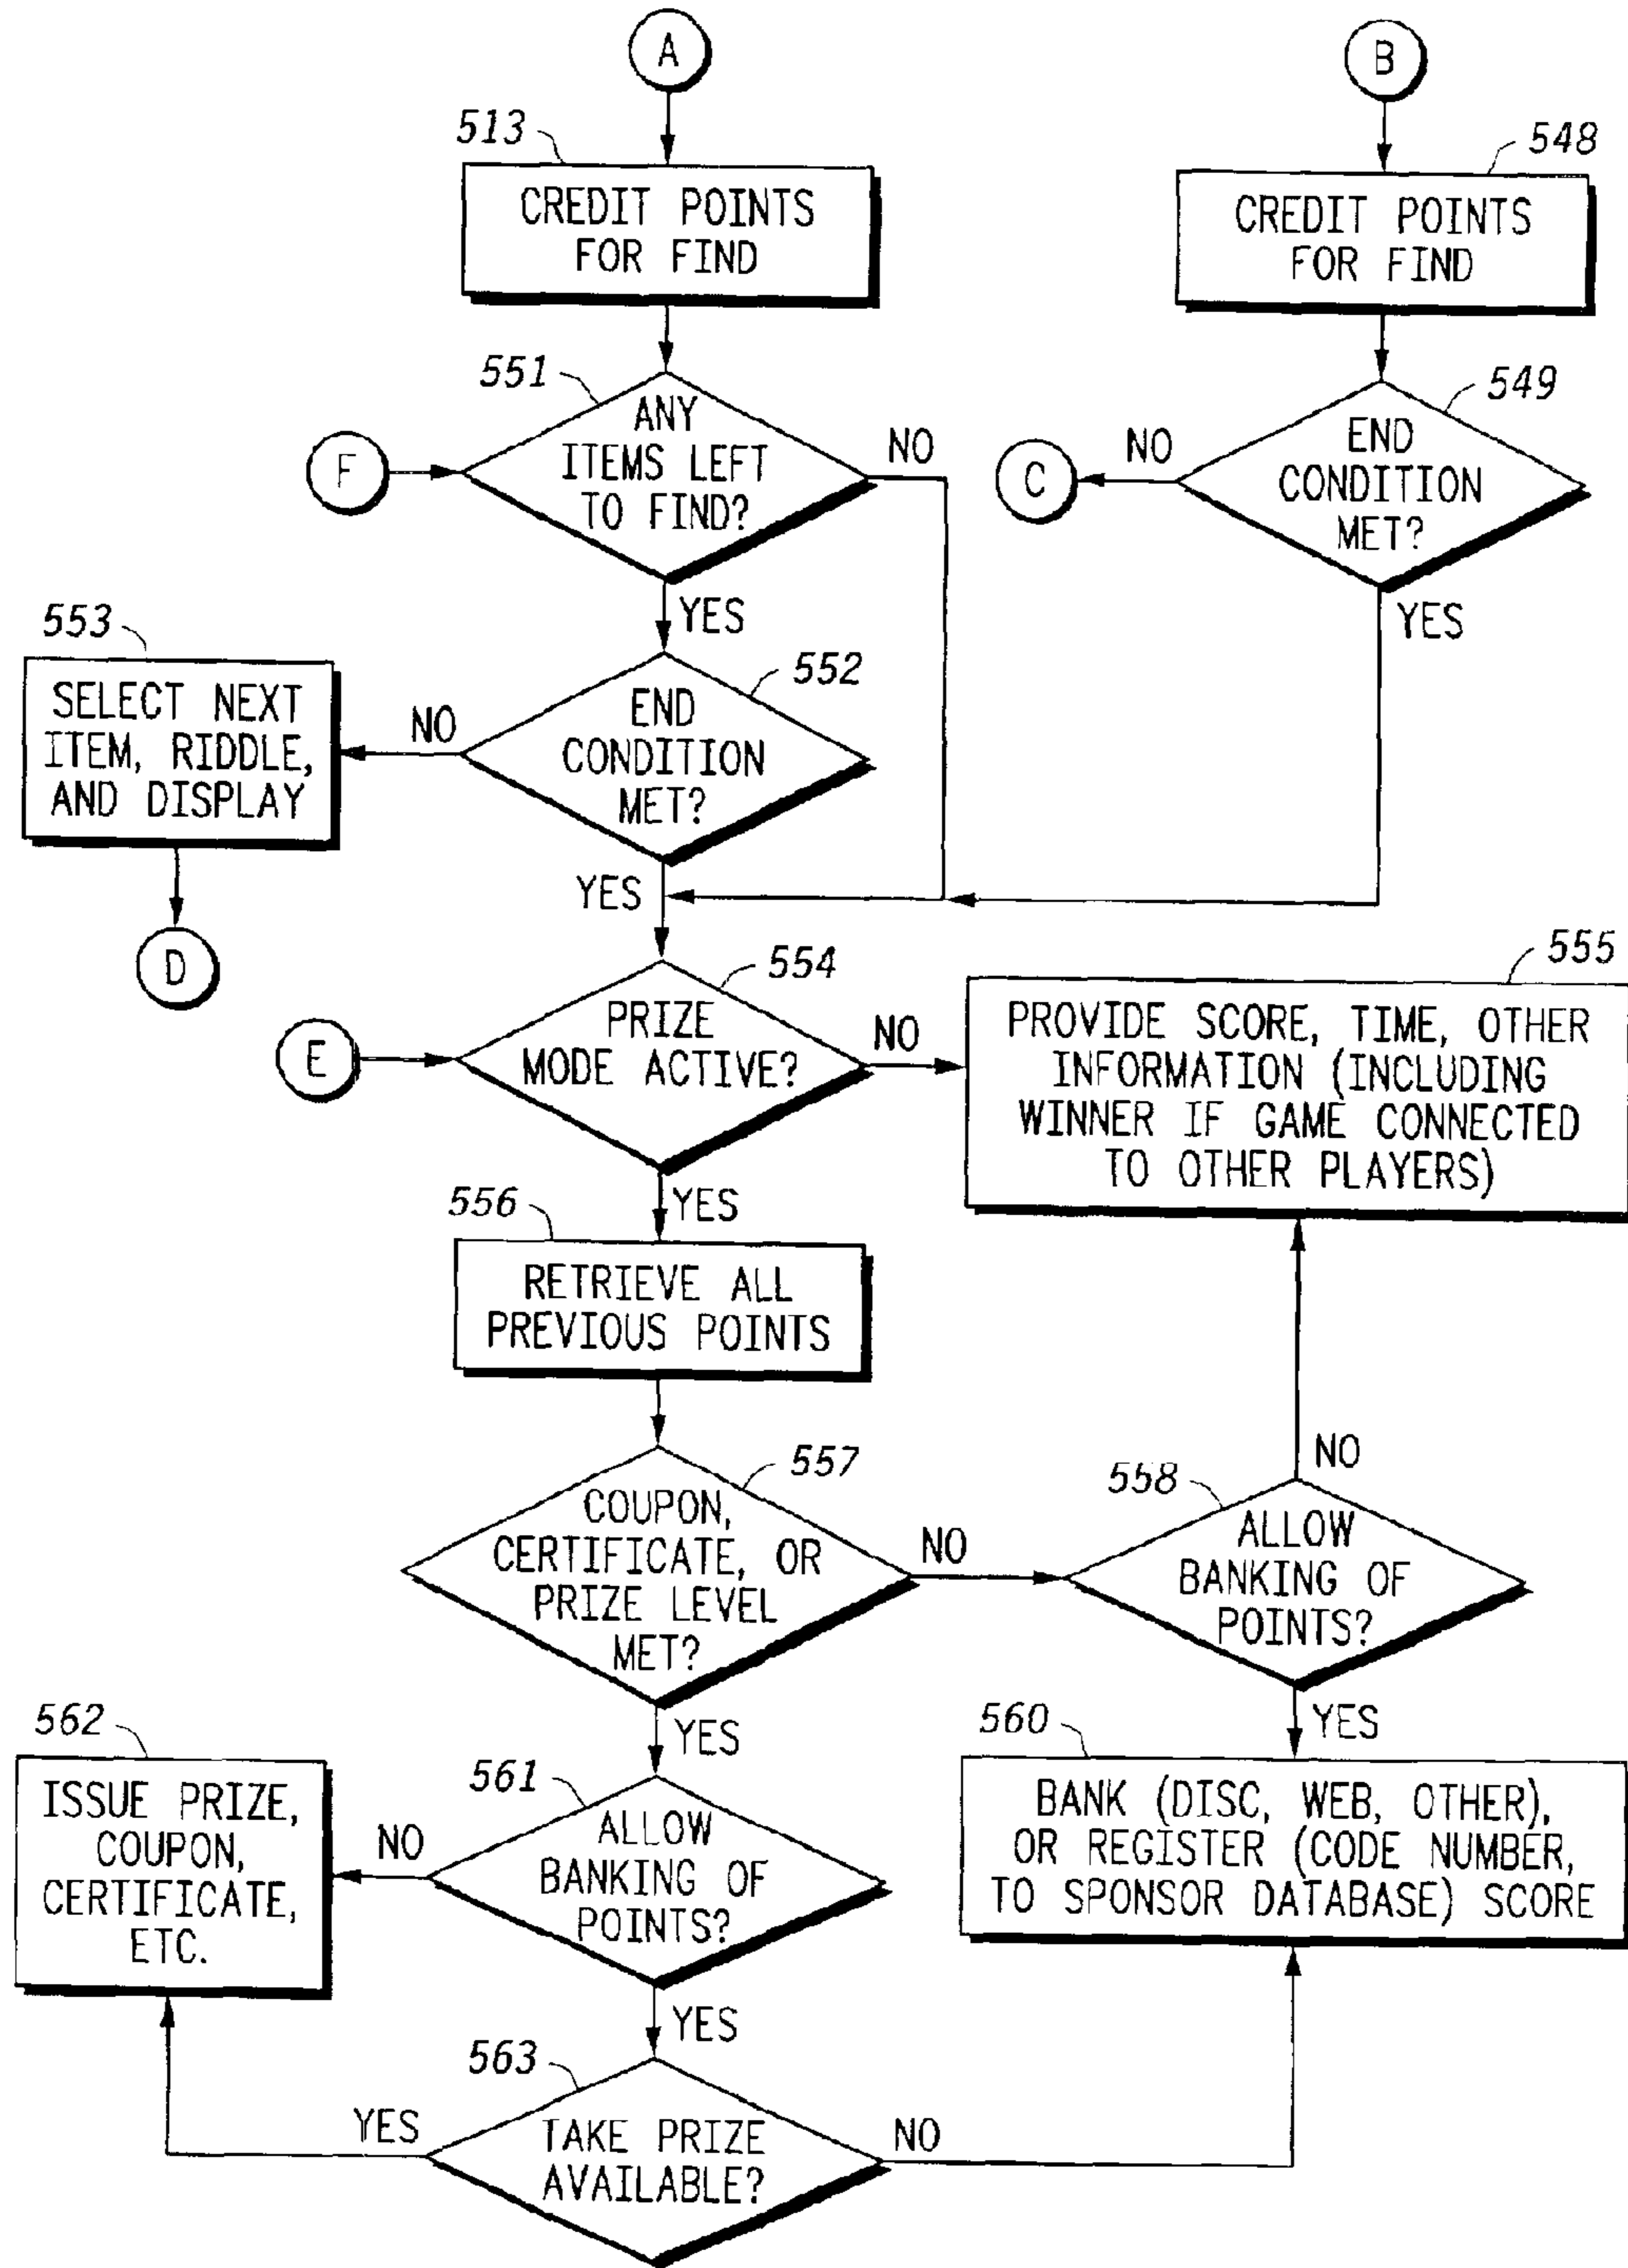 A
B
513
548
CREDIT POINTS
FOR FIND
CREDIT POINTS
FOR FIND
551
549
ANY
ITEMS LEFT
TO FIND?
NO
F
END
CONDITION
MET?
NO
C
YES
YES
553
552
SELECT NEXT
ITEM, RIDDLE,
AND DISPLAY
NO
END
CONDITION
MET?
YES
D
554
555
E
PRIZE
MODE ACTIVE?
NO
PROVIDE SCORE, TIME, OTHER
INFORMATION (INCLUDING
WINNER IF GAME CONNECTED
TO OTHER PLAYERS)
YES
556
RETRIEVE ALL
PREVIOUS POINTS
557
COUPON,
CERTIFICATE, OR
PRIZE LEVEL
MET?
NO
558
NO
ALLOW
BANKING OF
POINTS?
YES
YES
562
561
560
ISSUE PRIZE,
COUPON,
CERTIFICATE,
ETC.
NO
ALLOW
BANKING OF
POINTS?
BANK (DISC, WEB, OTHER),
OR REGISTER (CODE NUMBER,
TO SPONSOR DATABASE) SCORE
YES
563
YES
TAKE PRIZE
AVAILABLE?
NO